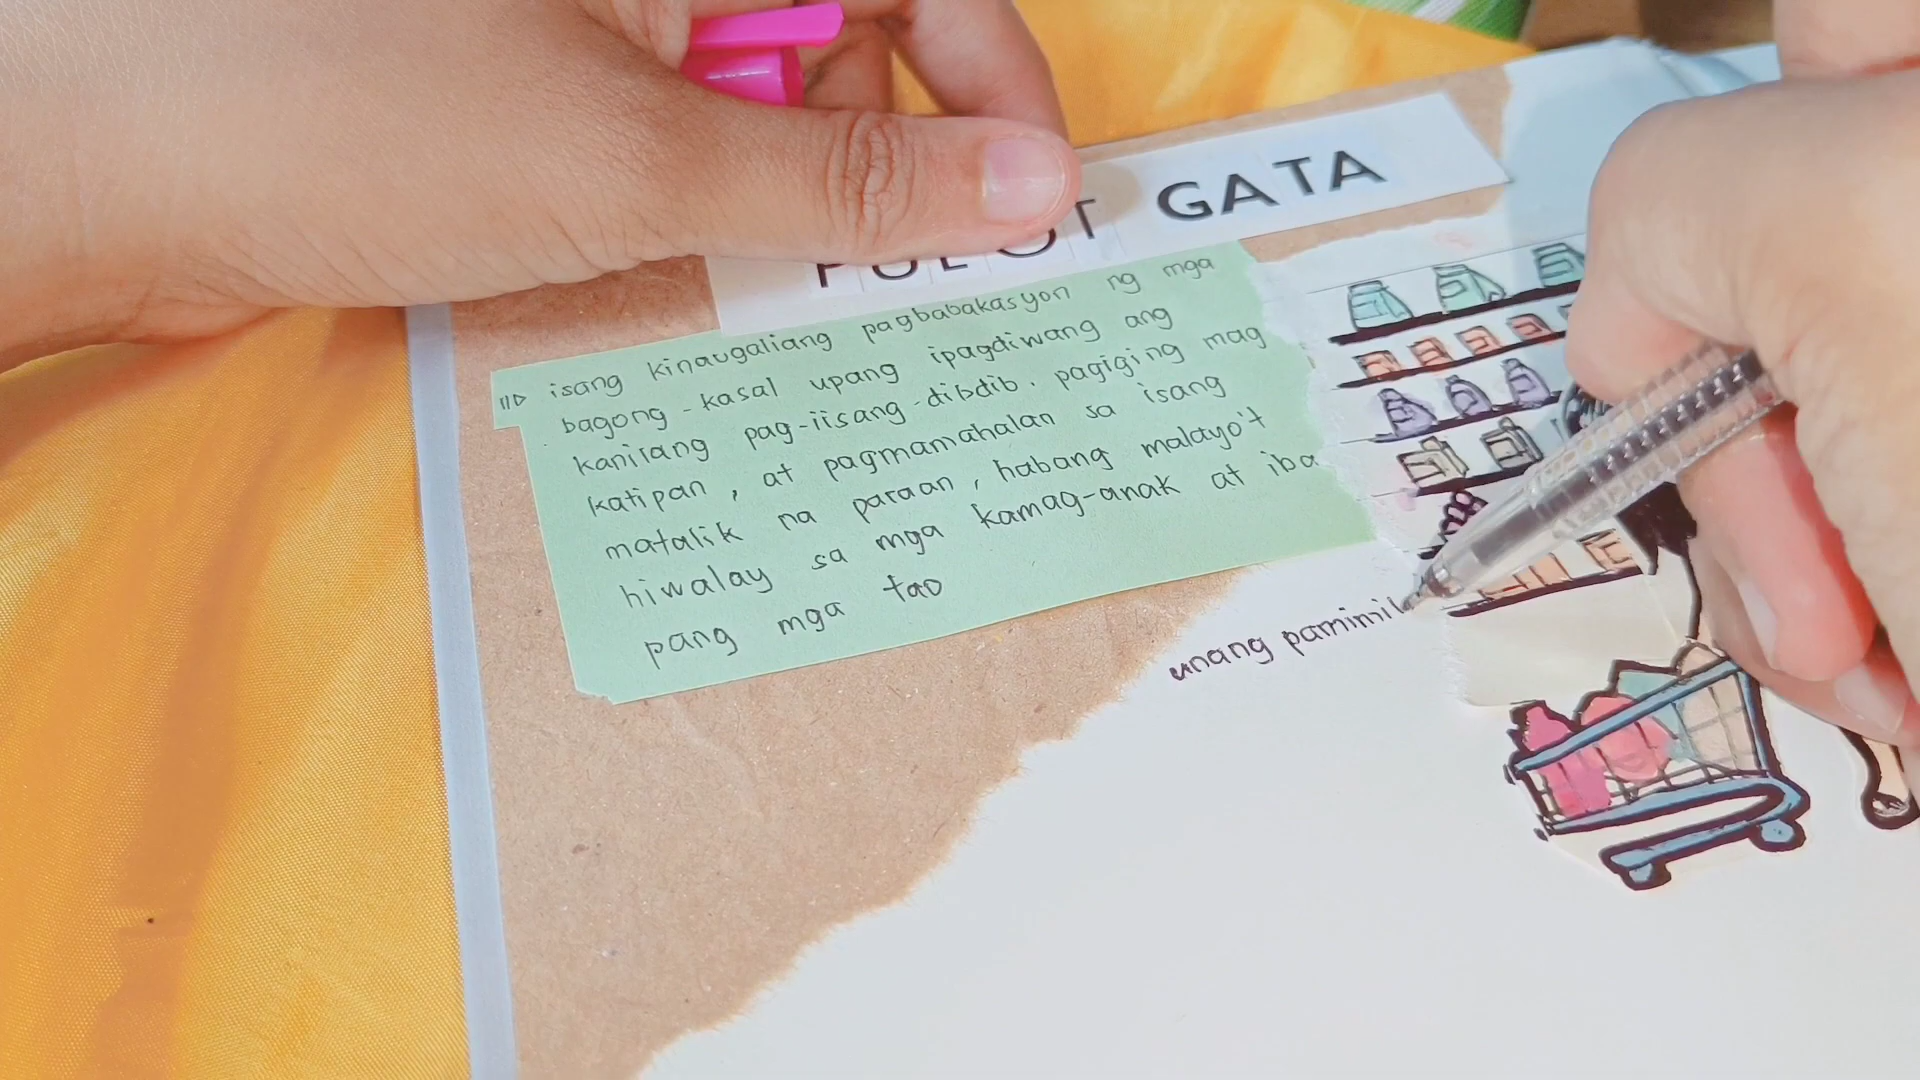 PULOT GATA
isang kinaugaliang pagbabakasyon ng mga
bagong-kasal upang ipagdiwang ang
kanilang pag-iisang-dibdib. pagiging mag
katipan, at pagmamahalan sa isang
matalik na paraan, habang malayo't
hiwalay sa mga kamag-anak at iba
pang mga tao
unang pamimil